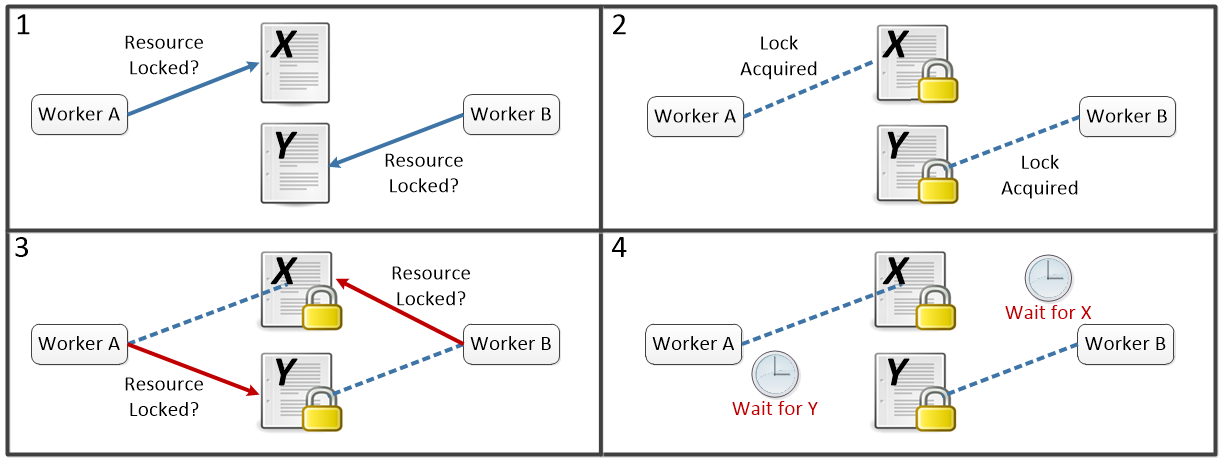 1
Resource
Locked?
X
Worker A
Worker B
Y
Resource
Locked?
2
Lock
Acquired
X
Worker A
Worker B
Y
Lock
Acquired
3
X
Resource
Locked?
Worker A
Worker B
Y
Resource
Locked?
4
X
Wait for X
Worker A
Worker B
Y
Wait for Y